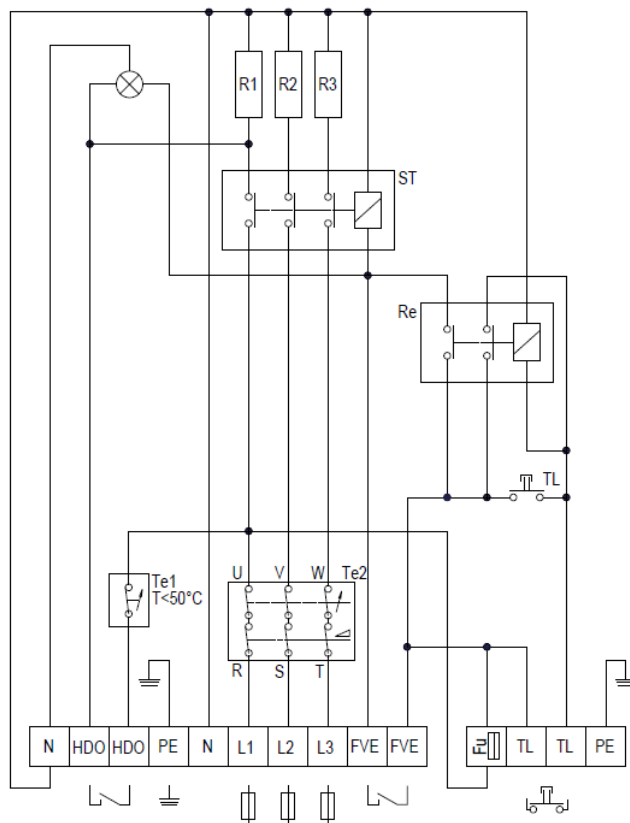 R1 R2 R3
ST
Re
TL
Te1
T<50°C
U V W Te2
R S T
N HDO HDO PE N L1 L2 L3 FVE FVE Fu TL TL PE